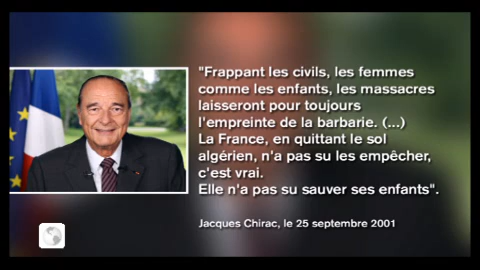 "Frappant les civils, les femmes
comme les enfants, les massacres
laisseront pour toujours
l'empreinte de la barbarie. (...)
La France, en quittant le sol
algérien, n'a pas su les empêcher,
c'est vrai.
Elle n'a pas su sauver ses enfants".
Jacques Chirac, le 25 septembre 2001